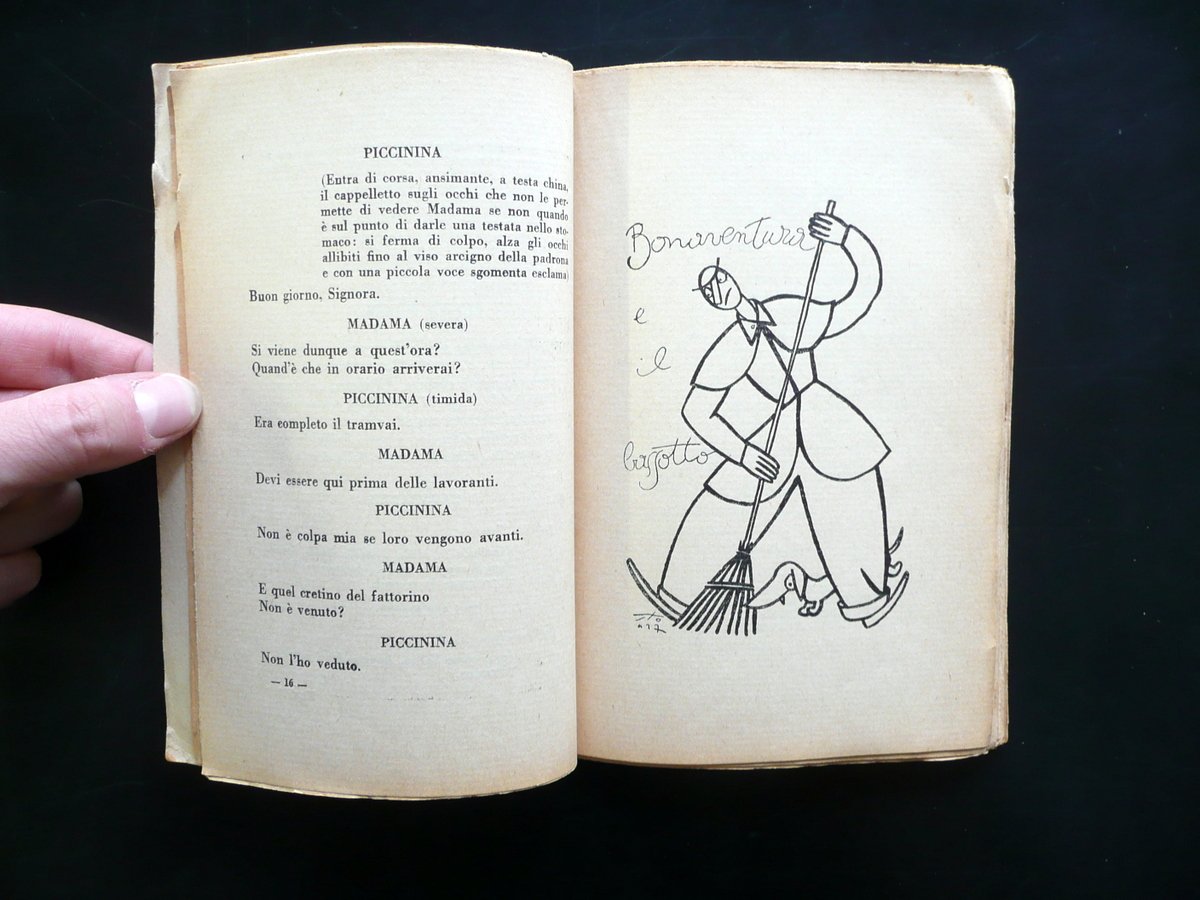 PICCININA
(Entra di corsa, ansimante, a testa china,
il cappelletto sugli occhi che non le per-
mette di vedere Madama se non quando
è sul punto di darle una testata nello sto-
maco: si ferma di colpo, alza gli occhi
allibiti fino al viso arcigno della padrona
e con una piccola voce sgomenta esclama)
Buon giorno, Signora.
MADAMA (severa)
Si viene dunque a quest'ora?
Quand'è che in orario arriverai?
PICCININA (timida)
Era completo il tramvai.
MADAMA
Devi essere qui prima delle lavoranti.
PICCININA
Non è colpa mia se loro vengono avanti.
MADAMA
E quel cretino del fattorino
Non è venuto?
PICCININA
Non l'ho veduto.
— 16 —
Bonaventura
e
il
bassotto